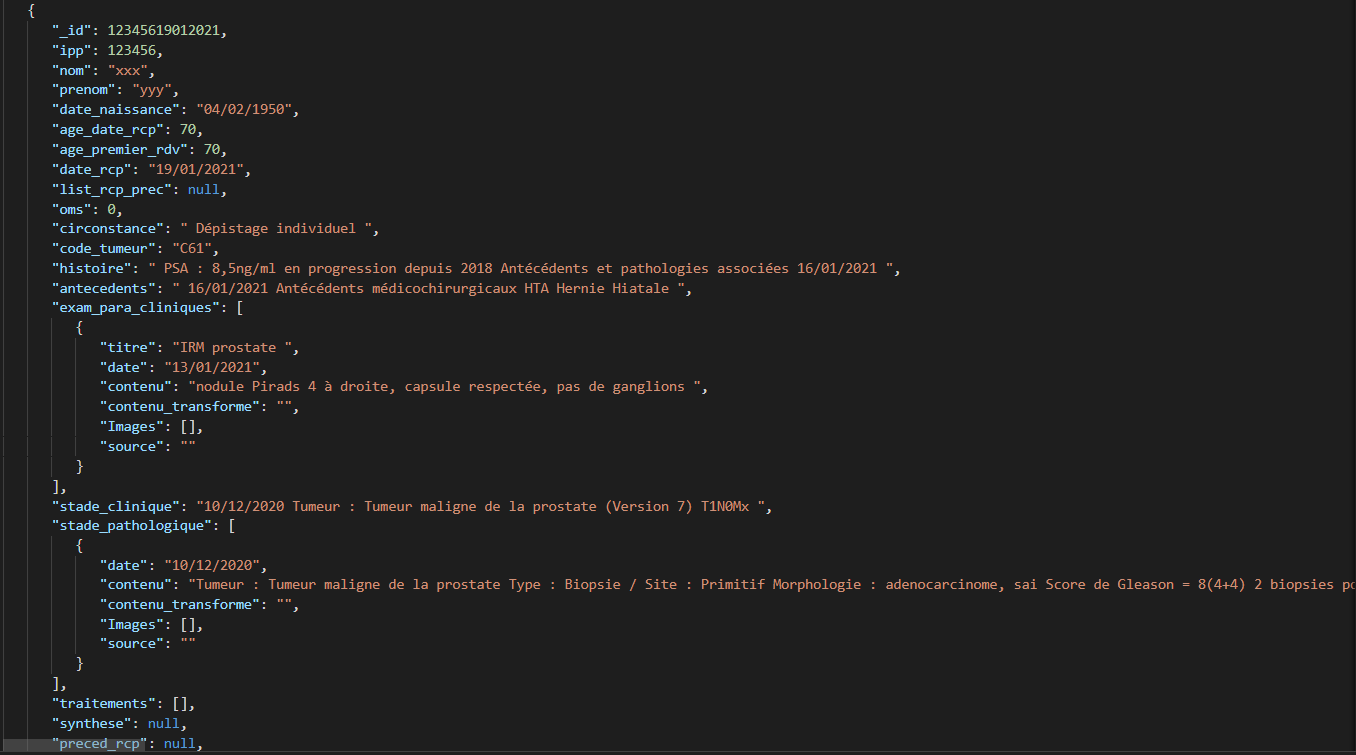 {
"_id": 12345619012021,
"ipp": 123456,
"nom": "xxx",
"prenom": "yyy",
"date_naissance": "04/02/1950",
"age_date_rcp": 70,
"age_premier_rdv": 70,
"date_rcp": "19/01/2021",
"list_rcp_prec": null,
"oms": 0,
"circonstance": " Dépistage individuel ",
"code_tumeur": "C61",
"histoire": " PSA : 8,5ng/ml en progression depuis 2018 Antécédents et pathologies associées 16/01/2021 ",
"antecedents": " 16/01/2021 Antécédents médicochirurgicaux HTA Hernie Hiatale ",
"exam_para_cliniques": [
{
"titre": "IRM prostate ",
"date": "13/01/2021",
"contenu": "nodule Pirads 4 à droite, capsule respectée, pas de ganglions ",
"contenu_transforme": "",
"Images": [],
"source": ""
}
],
"stade_clinique": "10/12/2020 Tumeur : Tumeur maligne de la prostate (Version 7) T1N0Mx ",
"stade_pathologique": [
{
"date": "10/12/2020",
"contenu": "Tumeur : Tumeur maligne de la prostate Type : Biopsie / Site : Primitif Morphologie : adenocarcinome, sai Score de Gleason = 8(4+4) 2 biopsies
"contenu_transforme": "",
"Images": [],
"source": ""
}
],
"traitements": [],
"synthese": null,
"preced_rcp": null,